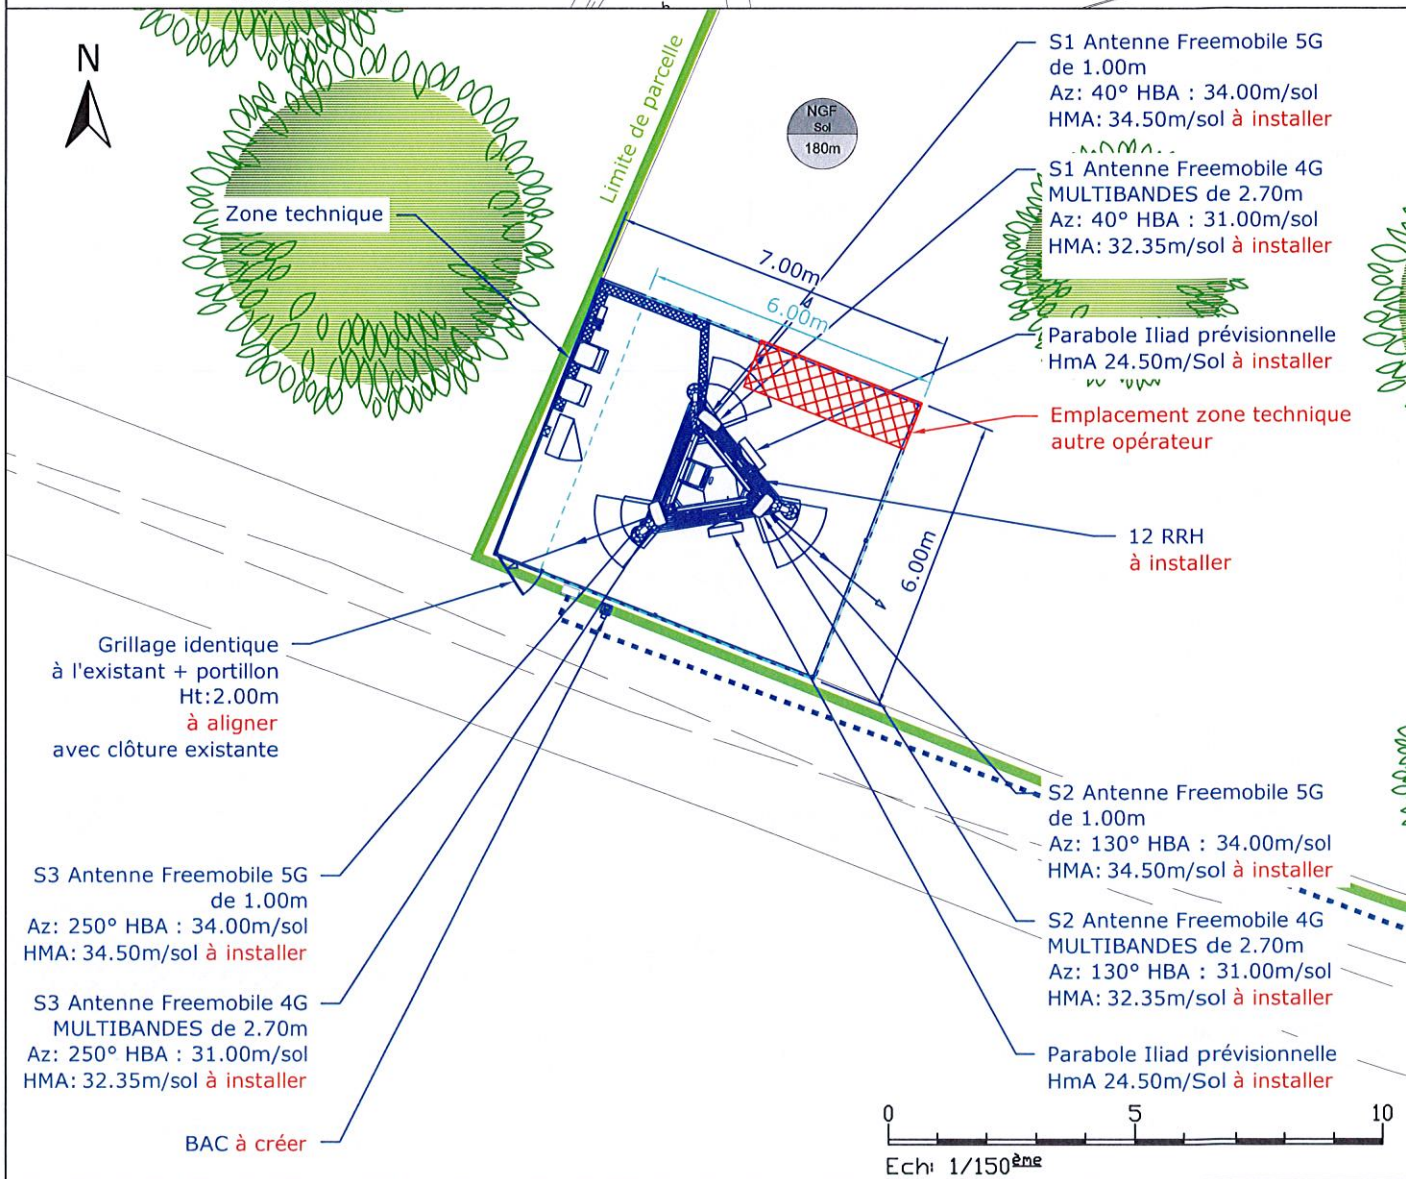 N
Limite de parcelle
NGF
Sol
180m
S1 Antenne Freemobile 5G
de 1.00m
Az: 40° HBA : 34.00m/sol
HMA: 34.50m/sol à installer
S1 Antenne Freemobile 4G
MULTIBANDES de 2.70m
Az: 40° HBA : 31.00m/sol
HMA: 32.35m/sol à installer
Zone technique
7.00m
6.00m
Parabole Iliad prévisionnelle
HmA 24.50m/Sol à installer
Emplacement zone technique
autre opérateur
12 RRH
à installer
6.00m
Grillage identique
à l'existant + portillon
Ht:2.00m
à aligner
avec clôture existante
S2 Antenne Freemobile 5G
de 1.00m
Az: 130° HBA : 34.00m/sol
HMA: 34.50m/sol à installer
S3 Antenne Freemobile 5G
de 1.00m
Az: 250° HBA : 34.00m/sol
HMA: 34.50m/sol à installer
S2 Antenne Freemobile 4G
MULTIBANDES de 2.70m
Az: 130° HBA : 31.00m/sol
HMA: 32.35m/sol à installer
S3 Antenne Freemobile 4G
MULTIBANDES de 2.70m
Az: 250° HBA : 31.00m/sol
HMA: 32.35m/sol à installer
Parabole Iliad prévisionnelle
HmA 24.50m/Sol à installer
BAC à créer
0 5 10
Ech: 1/150ème